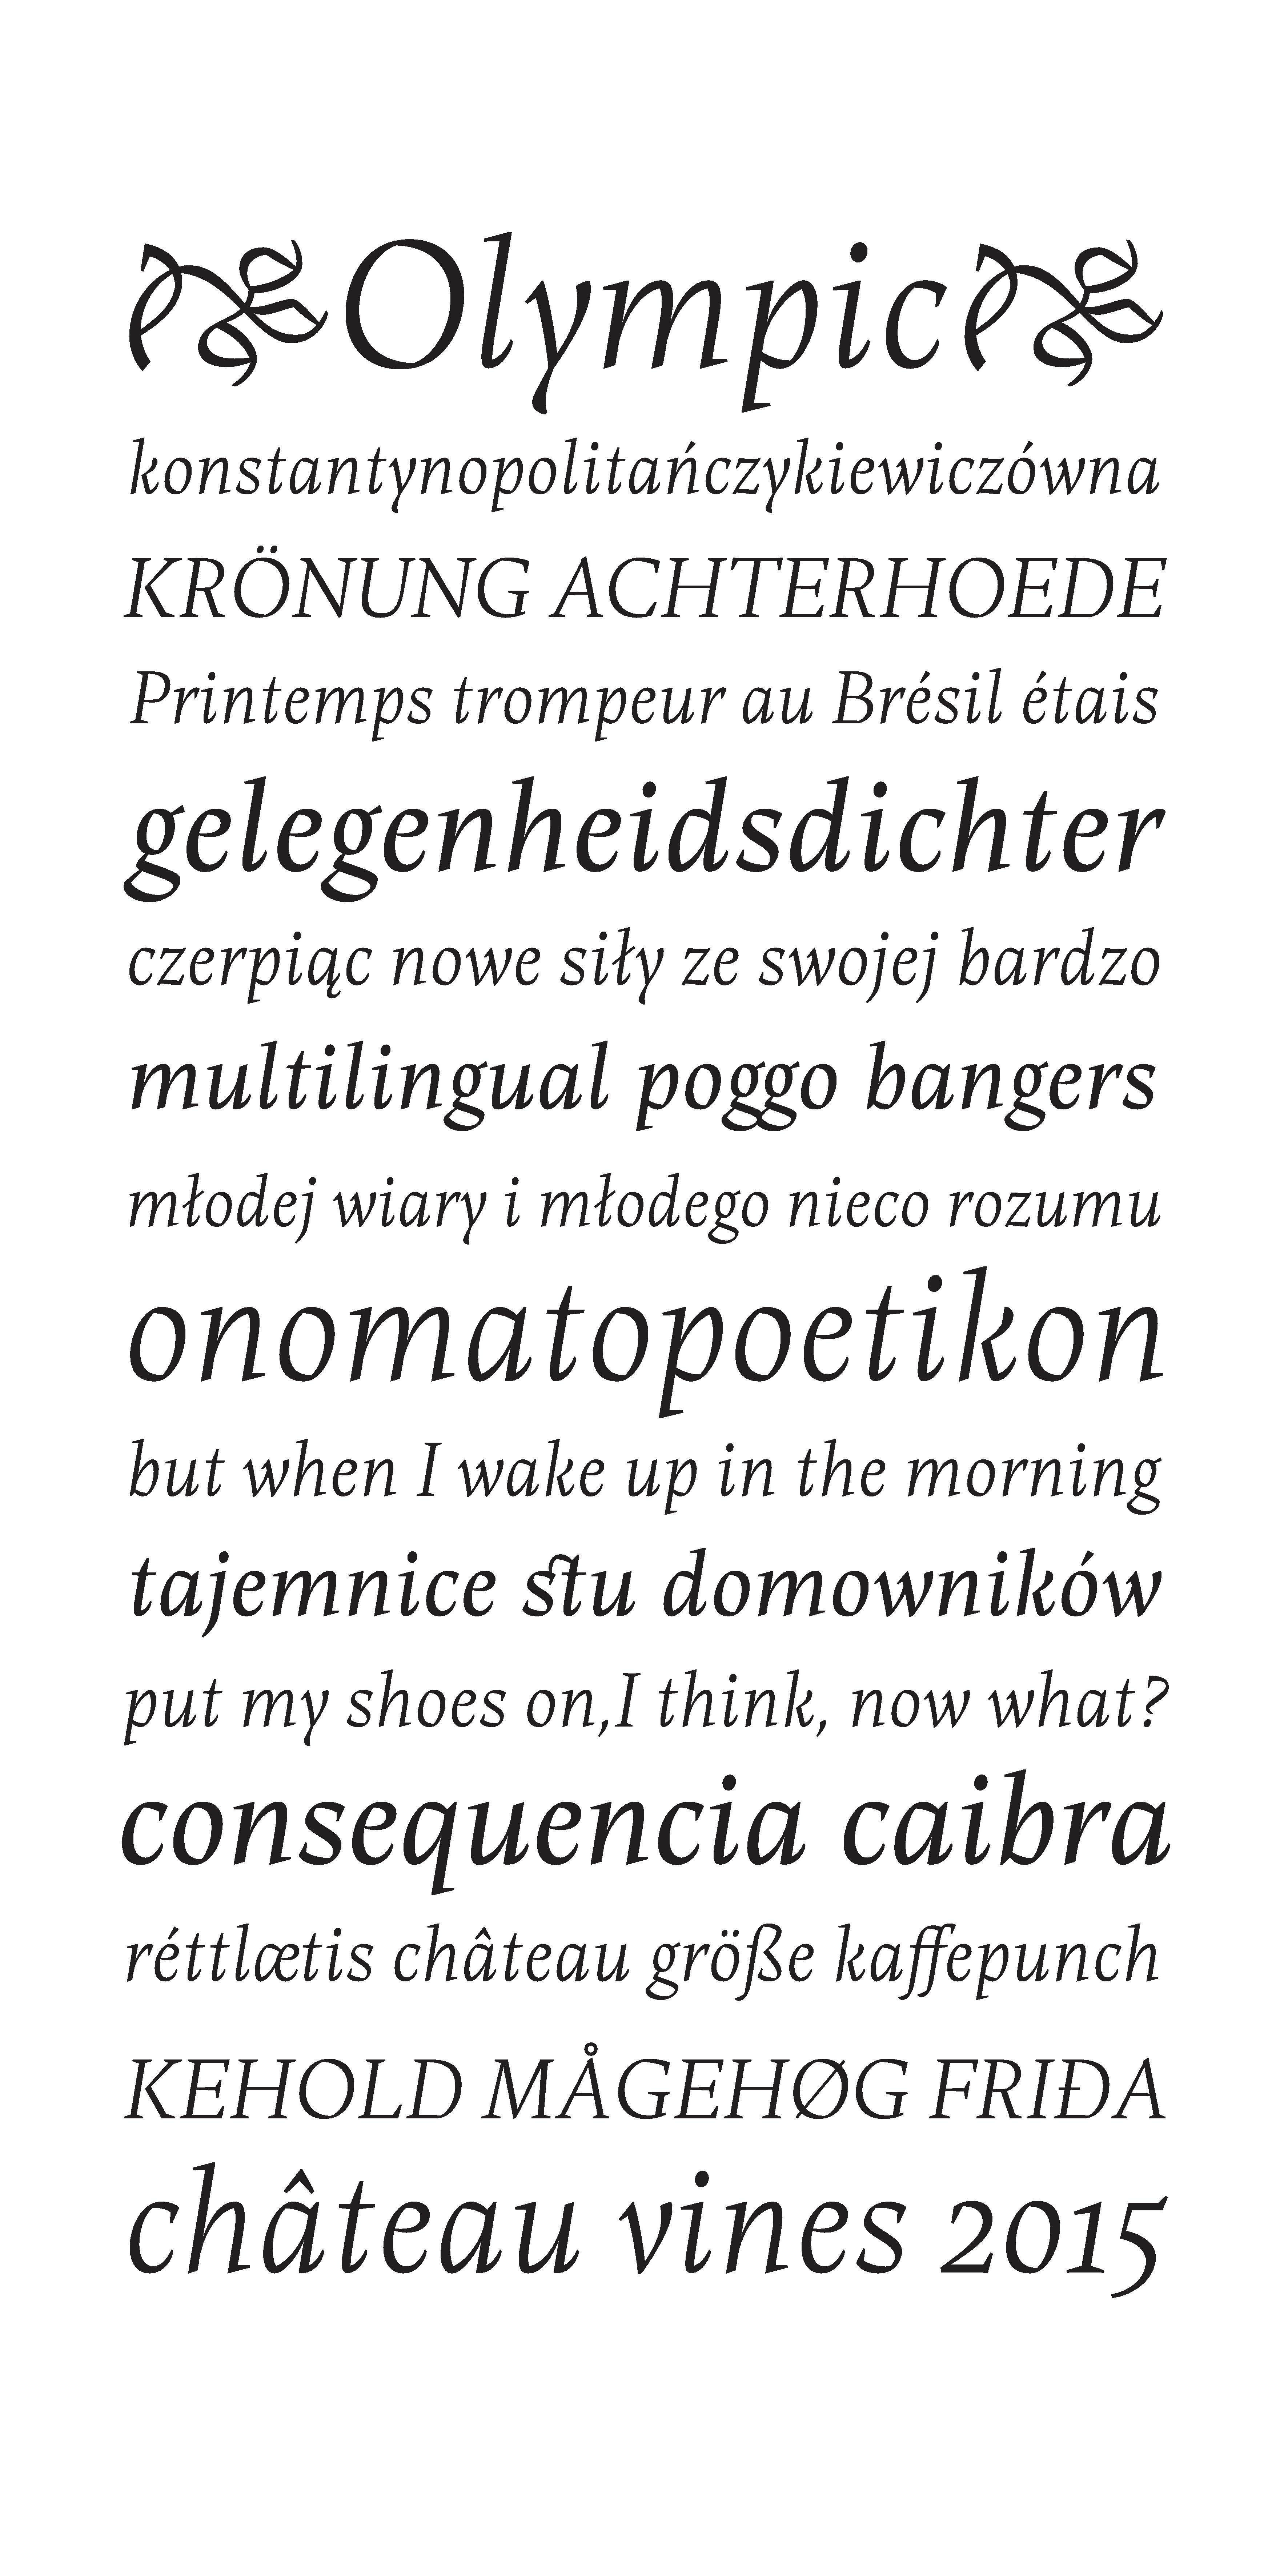 Olympic
konstantynopolitańczykiewiczówna
KRÖNUNG ACHTERHOEDE
Printemps trompeur au Brésil étais
gelegenheidsdichter
czerpiąc nowe siły ze swojej bardzo
multilingual poggo bangers
młodej wiary i młodego nieco rozumu
onomatopoetikon
but when I wake up in the morning
tajemnice stu domowników
put my shoes on,I think, now what?
consequencia caibra
réttlætis château größe kaffepunch
KEHOLD MÅGEHØG FRIÐA
château vines 2015